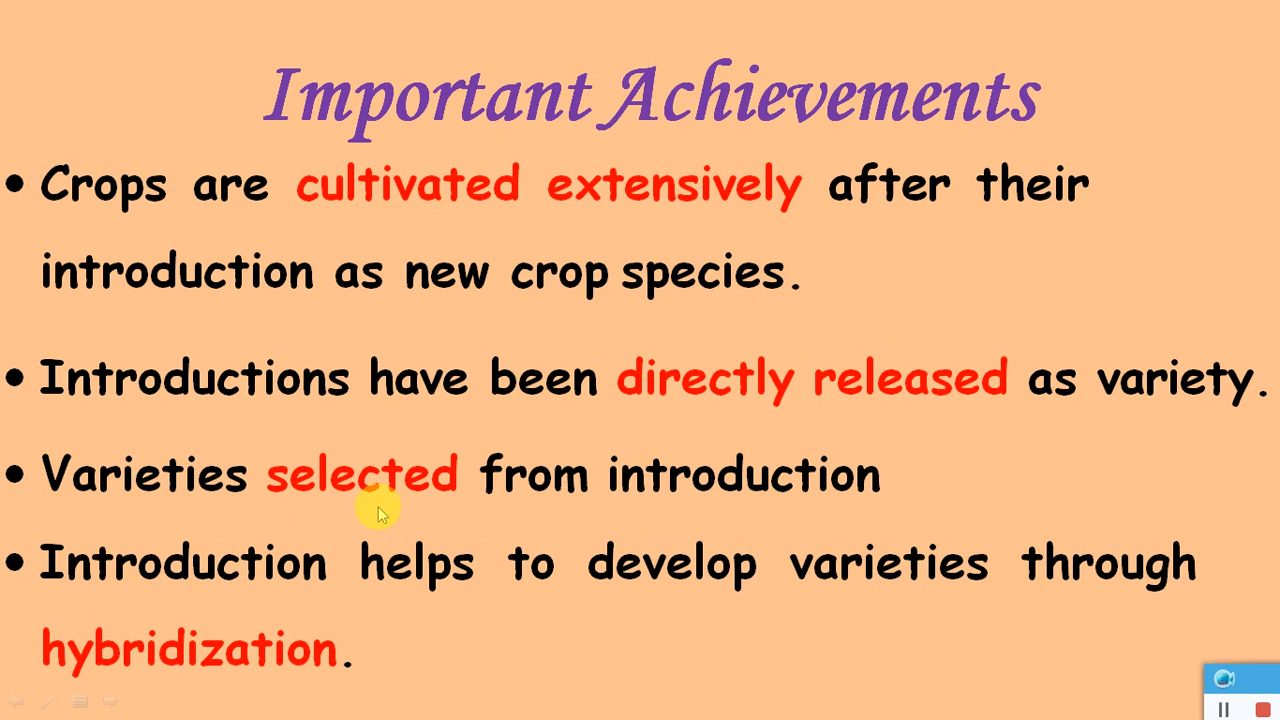 Important Achievements
• Crops are cultivated extensively after their
introduction as new crop species.
• Introductions have been directly released as variety.
• Varieties selected from introduction
• Introduction helps to develop varieties through
hybridization.